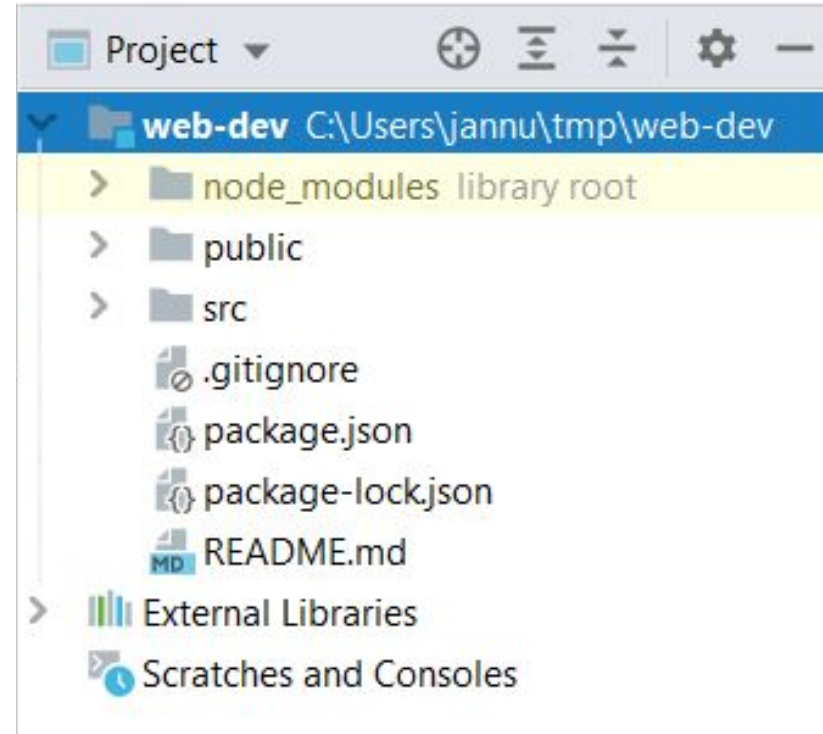 Project
web-dev C:\Users\jannu\tmp\web-dev
node_modules library root
public
src
.gitignore
package.json
package-lock.json
MD README.md
External Libraries
Scratches and Consoles